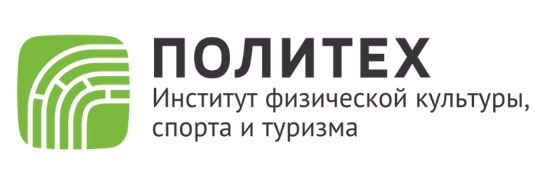 ПОЛИТЕХ
Институт физической культуры,
спорта и туризма